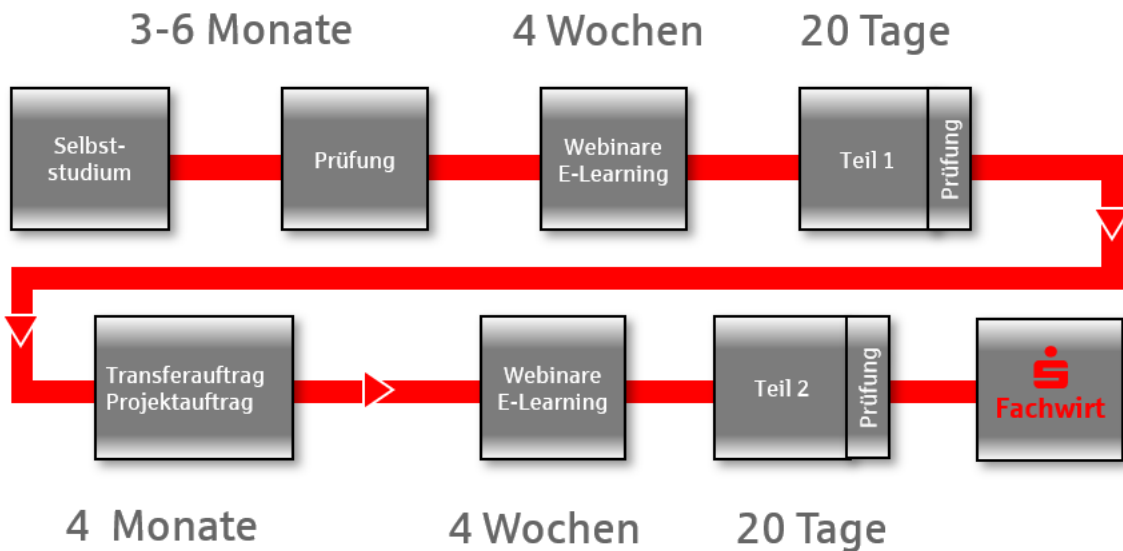 3-6 Monate
4 Wochen
20 Tage
Selbst-
studium
Prüfung
Webinare
E-Learning
Teil 1
Prüfung
Transferauftrag
Projektauftrag
Webinare
E-Learning
Teil 2
Prüfung
Fachwirt
4 Monate
4 Wochen
20 Tage